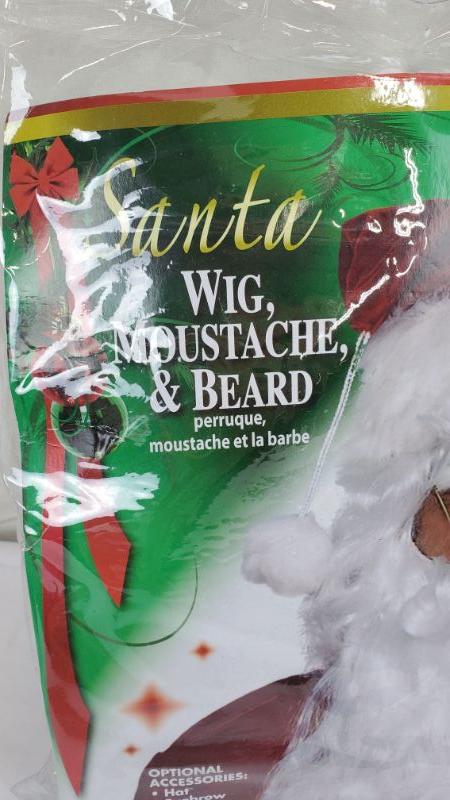 Santa
WIG,
MOUSTACHE,
& BEARD
perruque,
moustache et la barbe
OPTIONAL
ACCESSORIES:
• Hat